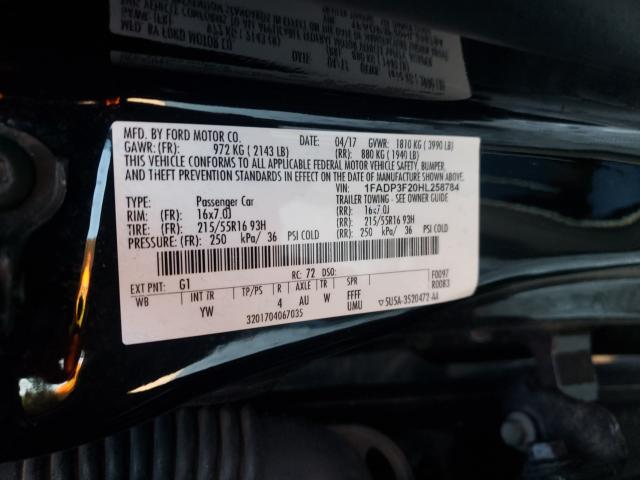 MFD. BY FORD MOTOR CO.
DATE: 04/17 GVWR: 1810 KG ( 3990 LB)
GAWR: (FR): 972 KG ( 2143 LB) (RR): 880 KG ( 1940 LB)
THIS VEHICLE CONFORMS TO ALL APPLICABLE FEDERAL MOTOR VEHICLE SAFETY, BUMPER,
AND THEFT PREVENTION STANDARDS IN EFFECT ON THE DATE OF MANUFACTURE SHOWN ABOVE.
VIN: 1FADP3F20HL258784
TYPE: Passenger Car TRAILER TOWING - SEE OWNER GUIDE
RIM: (FR): 16x7.0J (RR): 16x7.0J
TIRE: (FR): 215/55R16 93H (RR): 215/55R16 93H
PRESSURE: (FR): 250 kPa/ 36 PSI COLD (RR): 250 kPa/ 36 PSI COLD
EXT PNT: G1 RC: 72 DSO: F0097
R0083
WB INT TR TP/PS R AXLE TR SPR
YW 4 AU W FFFF
UMU
3201704067035 5U5A-3520472-AA